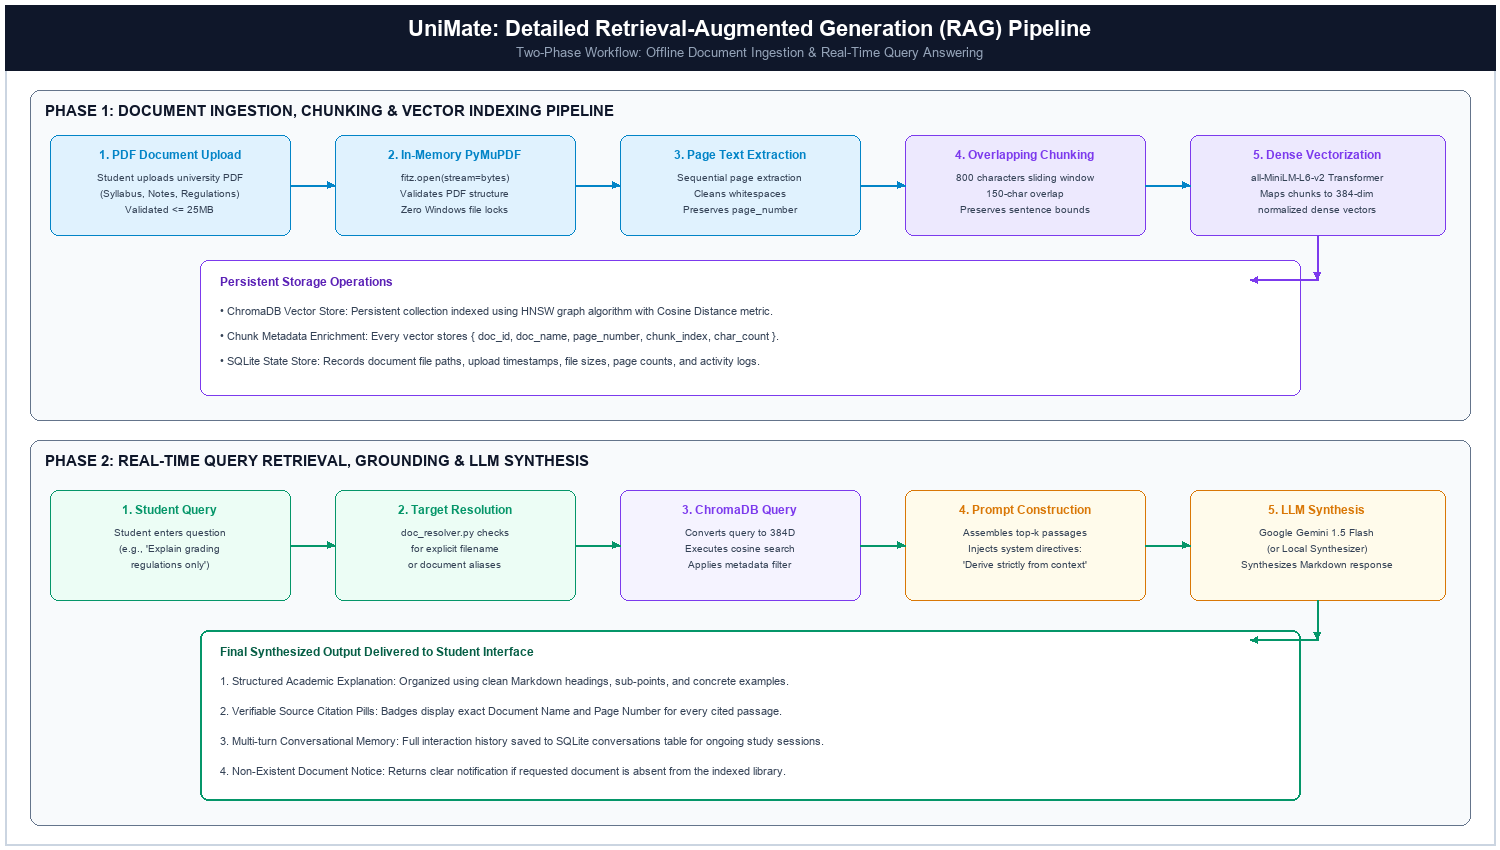 UniMate: Detailed Retrieval-Augmented Generation (RAG) Pipeline
Two-Phase Workflow: Offline Document Ingestion & Real-Time Query Answering
PHASE 1: DOCUMENT INGESTION, CHUNKING & VECTOR INDEXING PIPELINE
1. PDF Document Upload
Student uploads university PDF
(Syllabus, Notes, Regulations)
Validated <= 25MB
2. In-Memory PyMuPDF
fitz.open(stream=bytes)
Validates PDF structure
Zero Windows file locks
3. Page Text Extraction
Sequential page extraction
Cleans whitespaces
Preserves page_number
4. Overlapping Chunking
800 characters sliding window
150-char overlap
Preserves sentence bounds
5. Dense Vectorization
all-MiniLM-L6-v2 Transformer
Maps chunks to 384-dim
normalized dense vectors
Persistent Storage Operations
• ChromaDB Vector Store: Persistent collection indexed using HNSW graph algorithm with Cosine Distance metric.
• Chunk Metadata Enrichment: Every vector stores { doc_id, doc_name, page_number, chunk_index, char_count }.
• SQLite State Store: Records document file paths, upload timestamps, file sizes, page counts, and activity logs.
PHASE 2: REAL-TIME QUERY RETRIEVAL, GROUNDING & LLM SYNTHESIS
1. Student Query
Student enters question
(e.g., 'Explain grading
regulations only')
2. Target Resolution
doc_resolver.py checks
for explicit filename
or document aliases
3. ChromaDB Query
Converts query to 384D
Executes cosine search
Applies metadata filter
4. Prompt Construction
Assembles top-k passages
Injects system directives:
'Derive strictly from context'
5. LLM Synthesis
Google Gemini 1.5 Flash
(or Local Synthesizer)
Synthesizes Markdown response
Final Synthesized Output Delivered to Student Interface
1. Structured Academic Explanation: Organized using clean Markdown headings, sub-points, and concrete examples.
2. Verifiable Source Citation Pills: Badges display exact Document Name and Page Number for every cited passage.
3. Multi-turn Conversational Memory: Full interaction history saved to SQLite conversations table for ongoing study sessions.
4. Non-Existent Document Notice: Returns clear notification if requested document is absent from the indexed library.